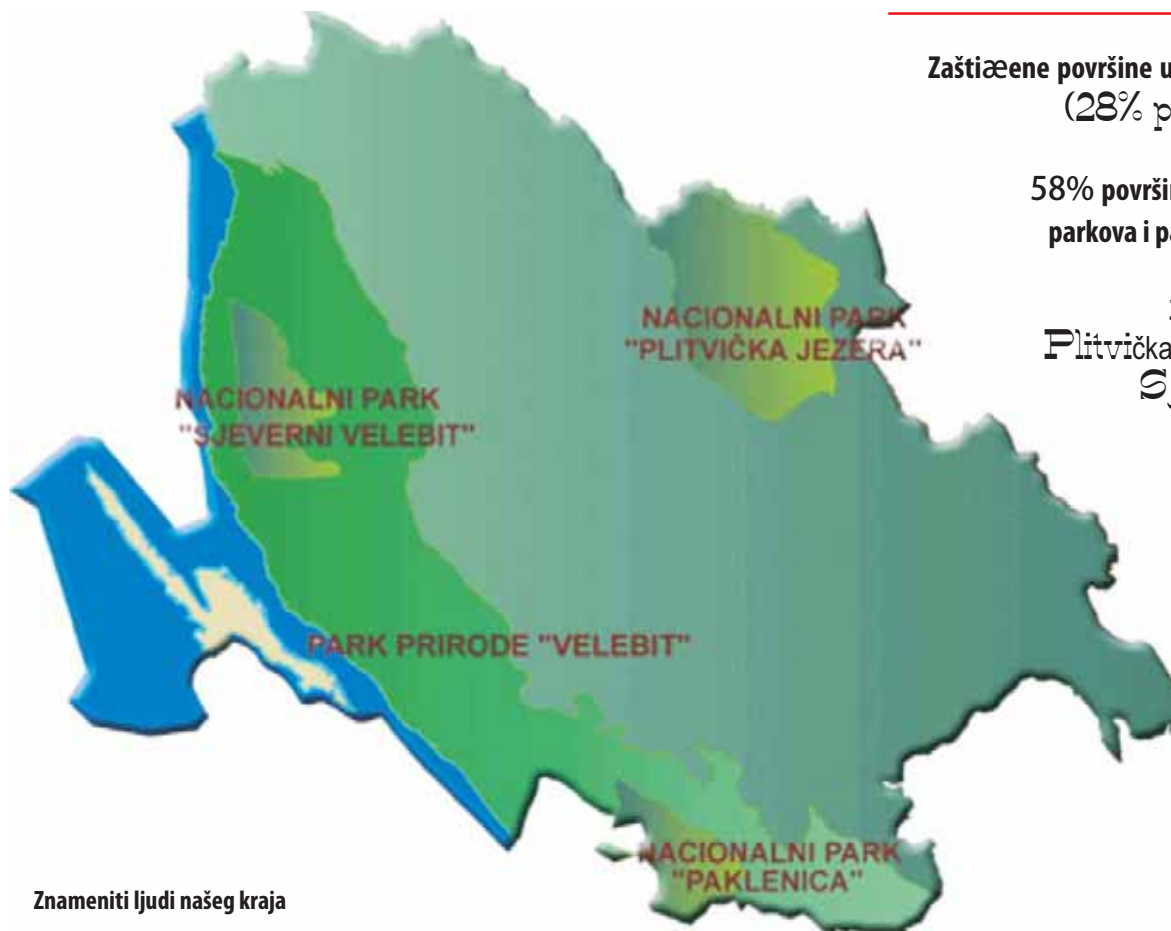 Zaštiæene površine u
(28% p
58% površin
parkova i pa
Plitvička
Sj
NACIONALNI PARK
"PLITVIČKA JEZERA"
NACIONALNI PARK
"SJEVERNI VELEBIT"
PARK PRIRODE "VELEBIT"
NACIONALNI PARK
"PAKLENICA"
Znameniti ljudi našeg kraja